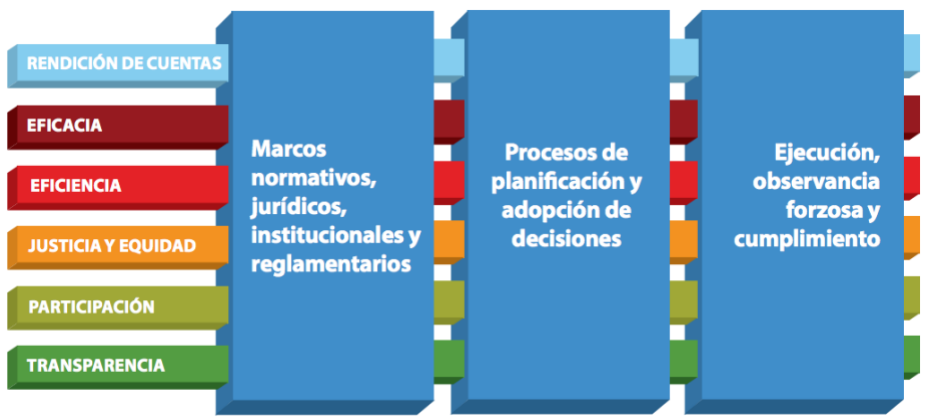 RENDICIÓN DE CUENTAS
EFICACIA
EFICIENCIA
JUSTICIA Y EQUIDAD
PARTICIPACIÓN
TRANSPARENCIA
Marcos
normativos,
jurídicos,
institucionales y
reglamentarios
Procesos de
planificación y
adopción de
decisiones
Ejecución,
observancia
forzosa y
cumplimiento